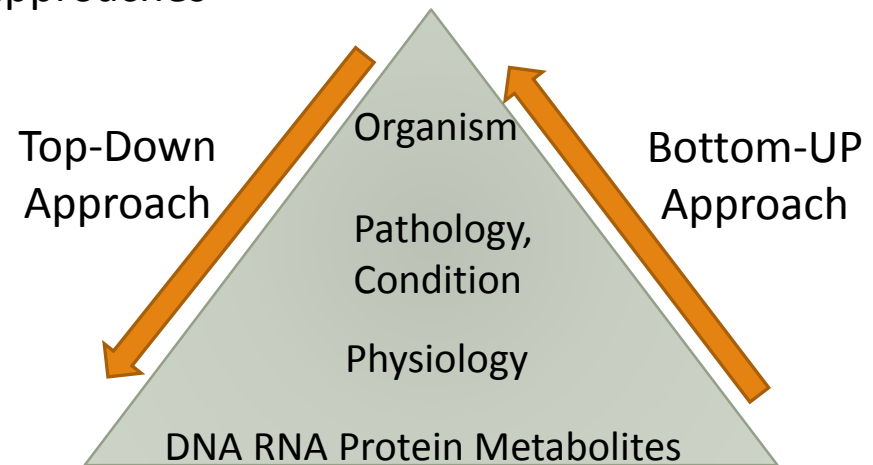 Top-Down
Approach
Organism
Pathology,
Condition
Physiology
DNA RNA Protein Metabolites
Bottom-UP
Approach